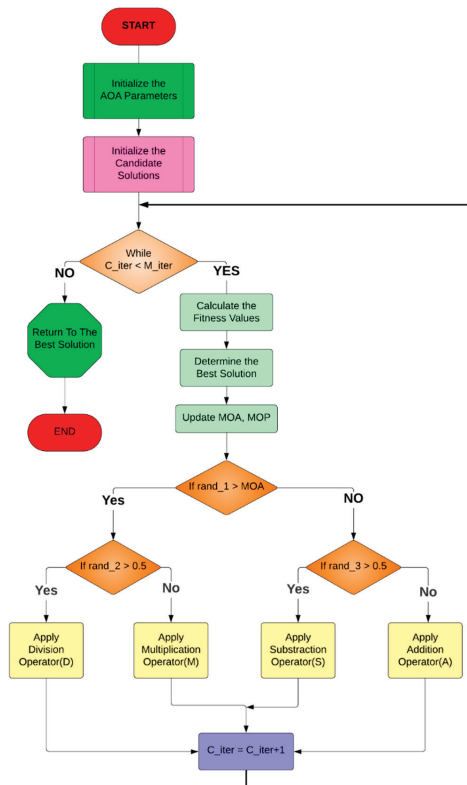 START
Initialize the
AOA Parameters
Initialize the
Candidate
Solutions
While
C_iter < M_iter
NO
YES
Return To The
Best Solution
END
Calculate the
Fitness Values
Determine the
Best Solution
Update MOA, MOP
If rand_1 > MOA
Yes
NO
If rand_2 > 0.5
If rand_3 > 0.5
Yes
No
Yes
No
Apply
Division
Operator(D)
Apply
Multiplication
Operator(M)
Apply
Substraction
Operator(S)
Apply
Addition
Operator(A)
C_iter = C_iter+1